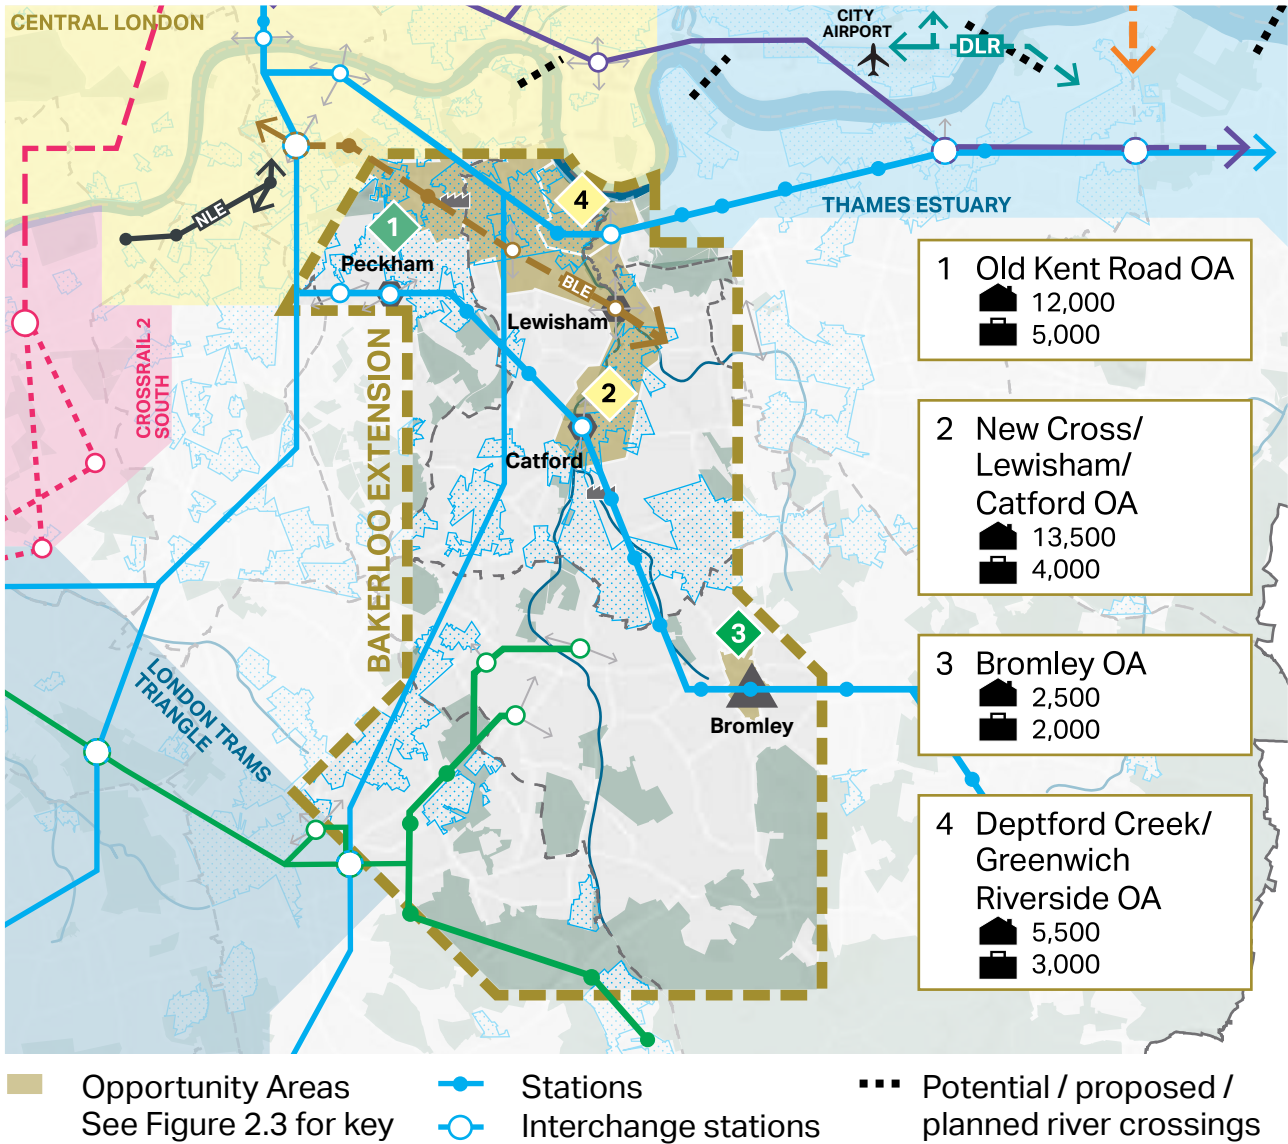 CENTRAL LONDON
CITY
AIRPORT
DLR
NLE
THAMES ESTUARY
4
1
Peckham
BLE
Lewisham
2
Catford
CROSSRAIL 2
SOUTH
BAKERLOO EXTENSION
LONDON TRAMS
TRIANGLE
3
Bromley
1 Old Kent Road OA
12,000
5,000
2 New Cross/
Lewisham/
Catford OA
13,500
4,000
3 Bromley OA
2,500
2,000
4 Deptford Creek/
Greenwich
Riverside OA
5,500
3,000
Opportunity Areas
See Figure 2.3 for key
Stations
Interchange stations
Potential / proposed /
planned river crossings